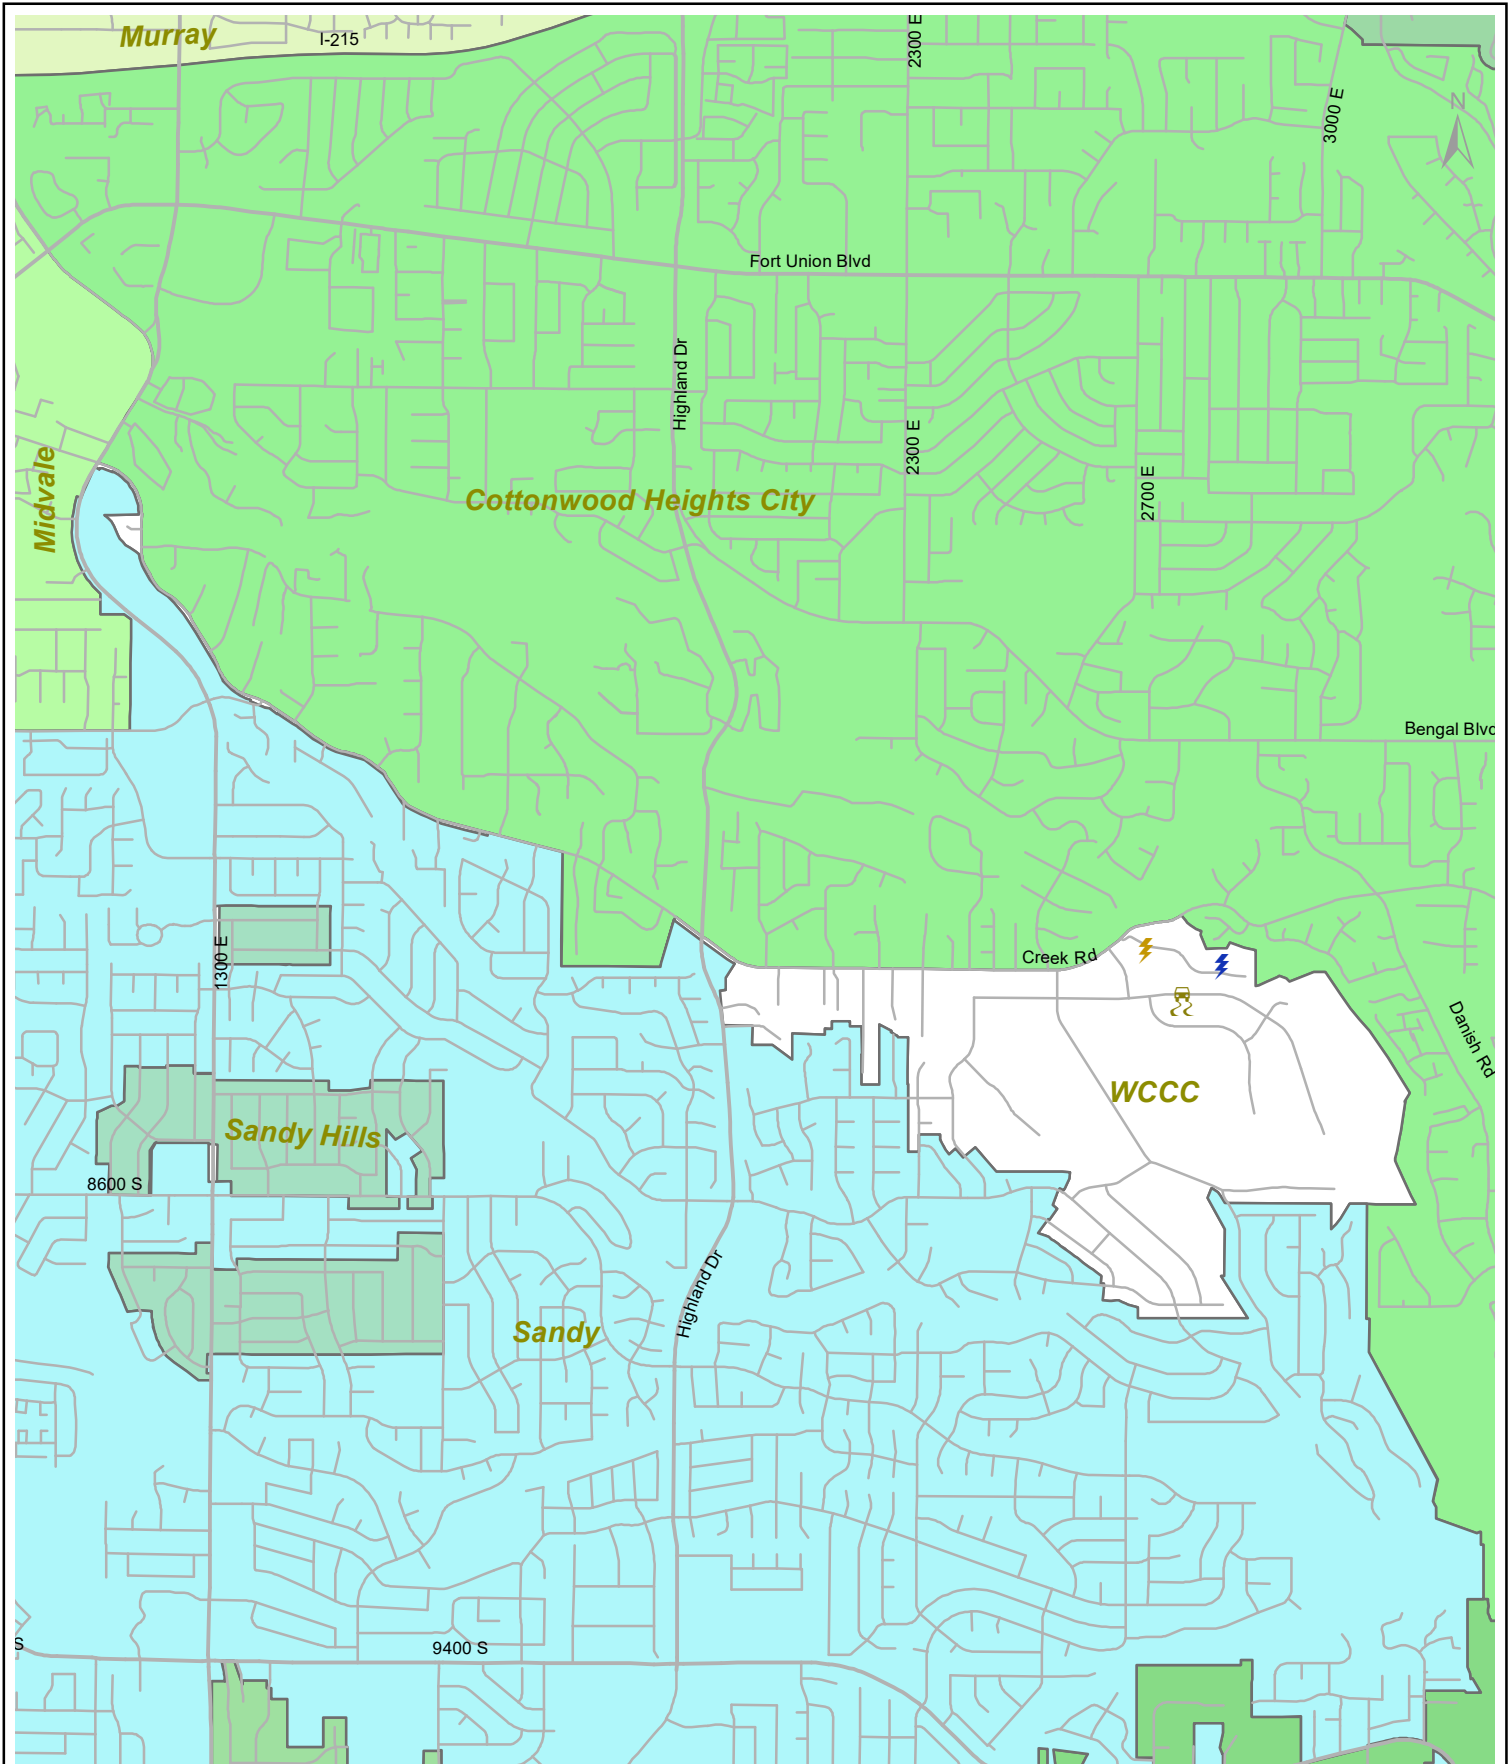 Murray
I-215
2300 E
3000 E
N
Fort Union Blvd
Highland Dr
2300 E
Midvale
Cottonwood Heights City
2700 E
Bengal Blvd
1300 E
Creek Rd
Danish Rd
WCCC
Sandy Hills
8600 S
Highland Dr
Sandy
S
9400 S